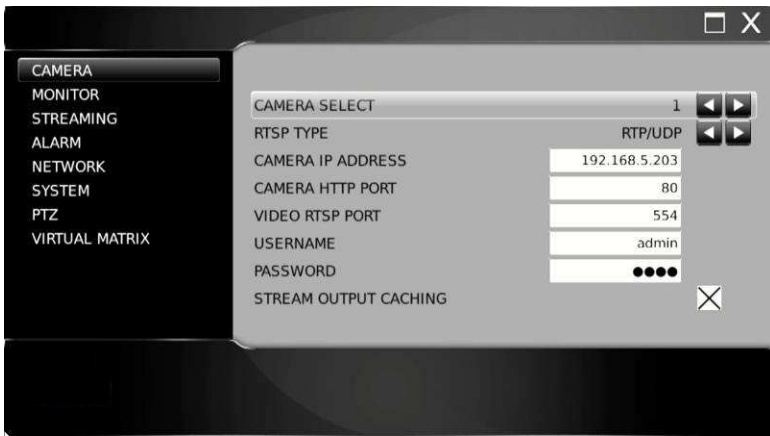 CAMERA
MONITOR
STREAMING
ALARM
NETWORK
SYSTEM
PTZ
VIRTUAL MATRIX
CAMERA SELECT 1
RTSP TYPE RTP/UDP
CAMERA IP ADDRESS 192.168.5.203
CAMERA HTTP PORT 80
VIDEO RTSP PORT 554
USERNAME admin
PASSWORD ●●●●
STREAM OUTPUT CACHING